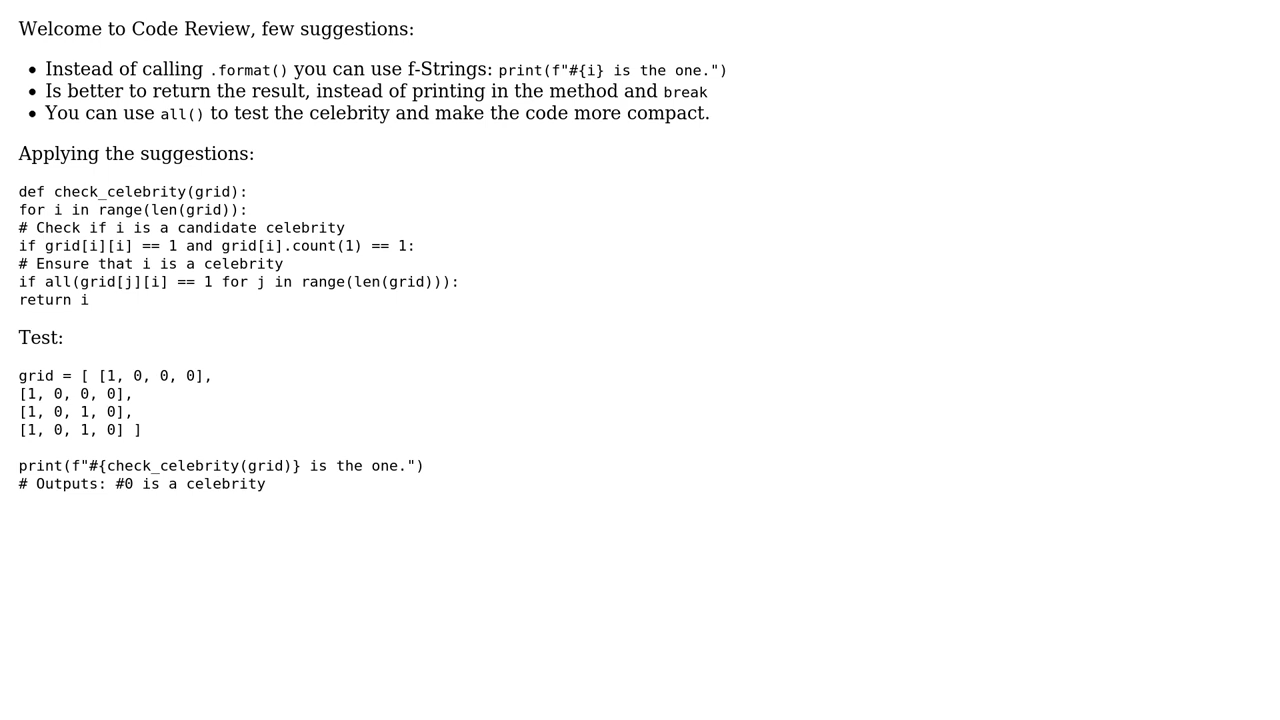 Welcome to Code Review, few suggestions:
• Instead of calling .format() you can use f-Strings: print(f"#{i} is the one.")
• Is better to return the result, instead of printing in the method and break
• You can use all() to test the celebrity and make the code more compact.
Applying the suggestions:
def check_celebrity(grid):
for i in range(len(grid)):
# Check if i is a candidate celebrity
if grid[i][i] == 1 and grid[i].count(1) == 1:
# Ensure that i is a celebrity
if all(grid[j][i] == 1 for j in range(len(grid))):
return i
Test:
grid = [ [1, 0, 0, 0],
[1, 0, 0, 0],
[1, 0, 1, 0],
[1, 0, 1, 0] ]
print(f"#{check_celebrity(grid)} is the one.")
# Outputs: #0 is a celebrity